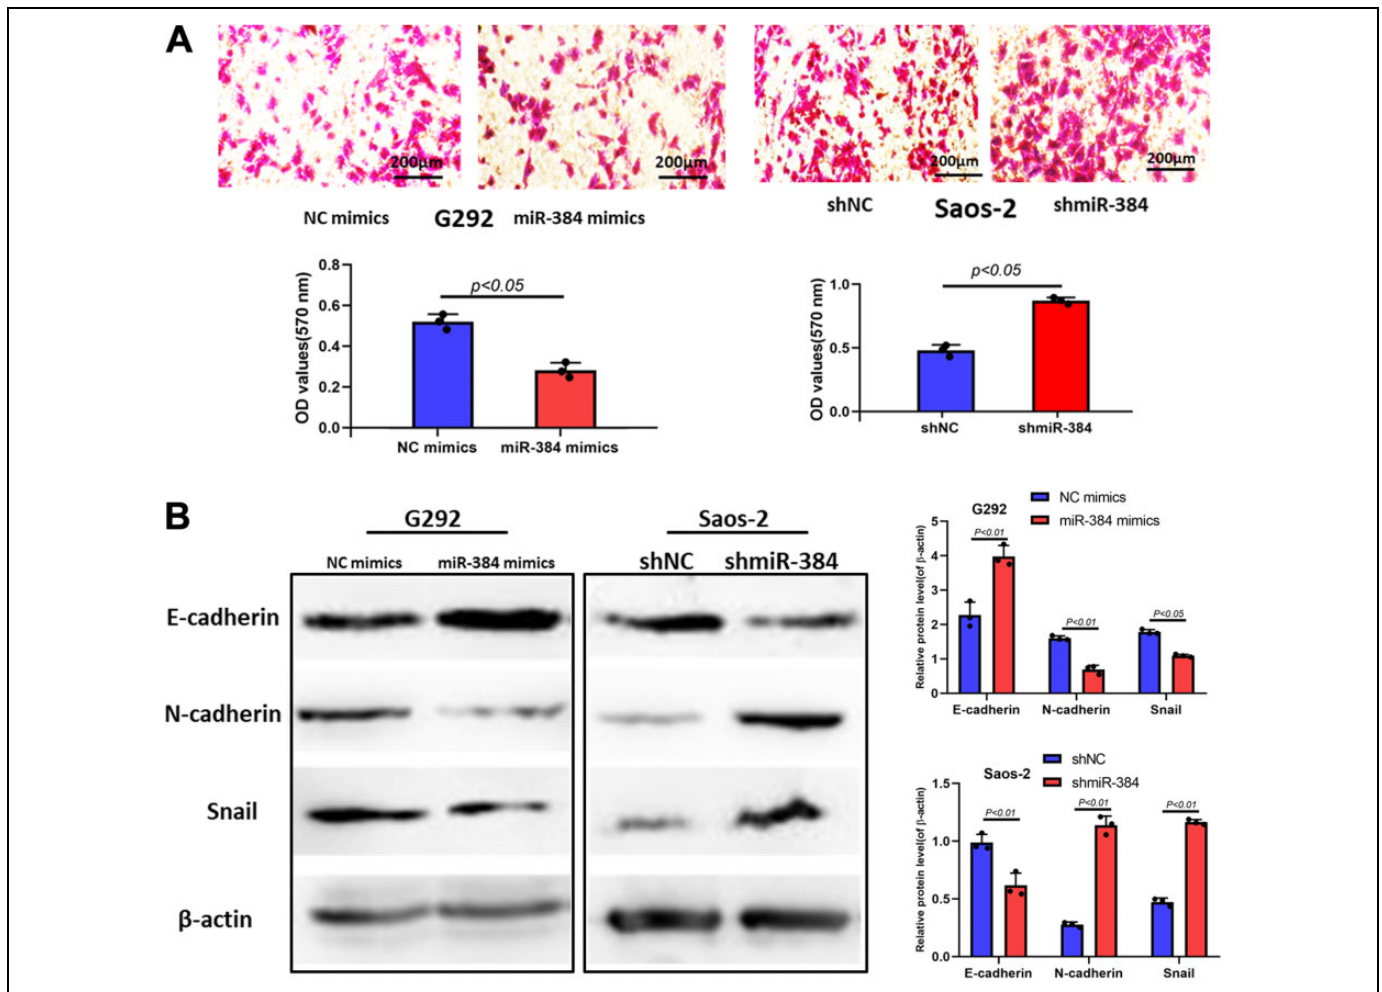 A
200μm
200μm
200μm
200μm
NC mimics G292 miR-384 mimics
shNC Saos-2 shmiR-384
OD values(570 nm)
0.8
0.6
0.4
0.2
0.0
p<0.05
NC mimics
miR-384 mimics
OD values(570 nm)
1.0
0.5
0.0
p<0.05
shNC
shmiR-384
B
G292
Saos-2
NC mimics
miR-384 mimics
shNC
shmiR-384
E-cadherin
N-cadherin
Snail
β-actin
NC mimics
miR-384 mimics
G292
Relative protein level(of β-actin)
5
4
3
2
1
0
P<0.01
P<0.01
P<0.05
E-cadherin
N-cadherin
Snail
shNC
shmiR-384
Saos-2
Relative protein level(of β-actin)
1.5
1.0
0.5
0.0
P<0.01
P<0.01
P<0.01
E-cadherin
N-cadherin
Snail